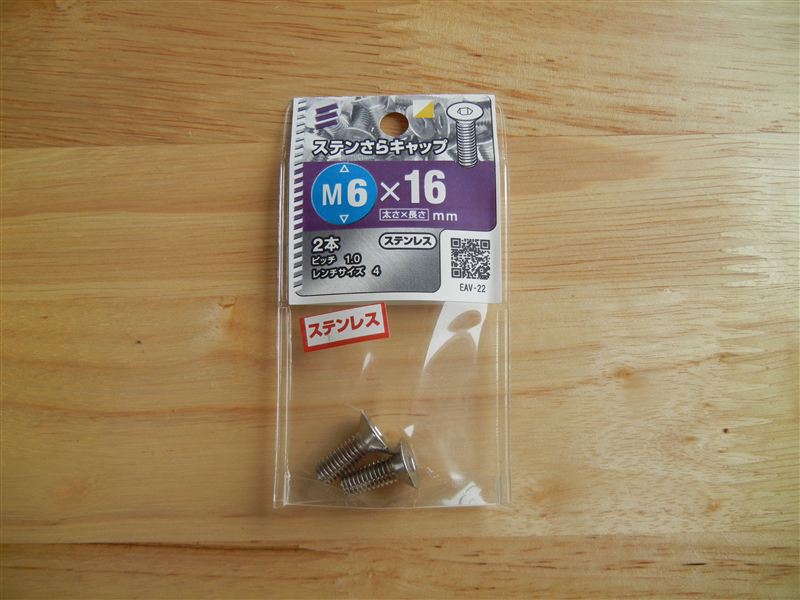 ステンさらキャップ
M6×16
太さ×長さ mm
2本
ステンレス
ピッチ 1.0
レンチサイズ 4
EAV-22
ステンレス